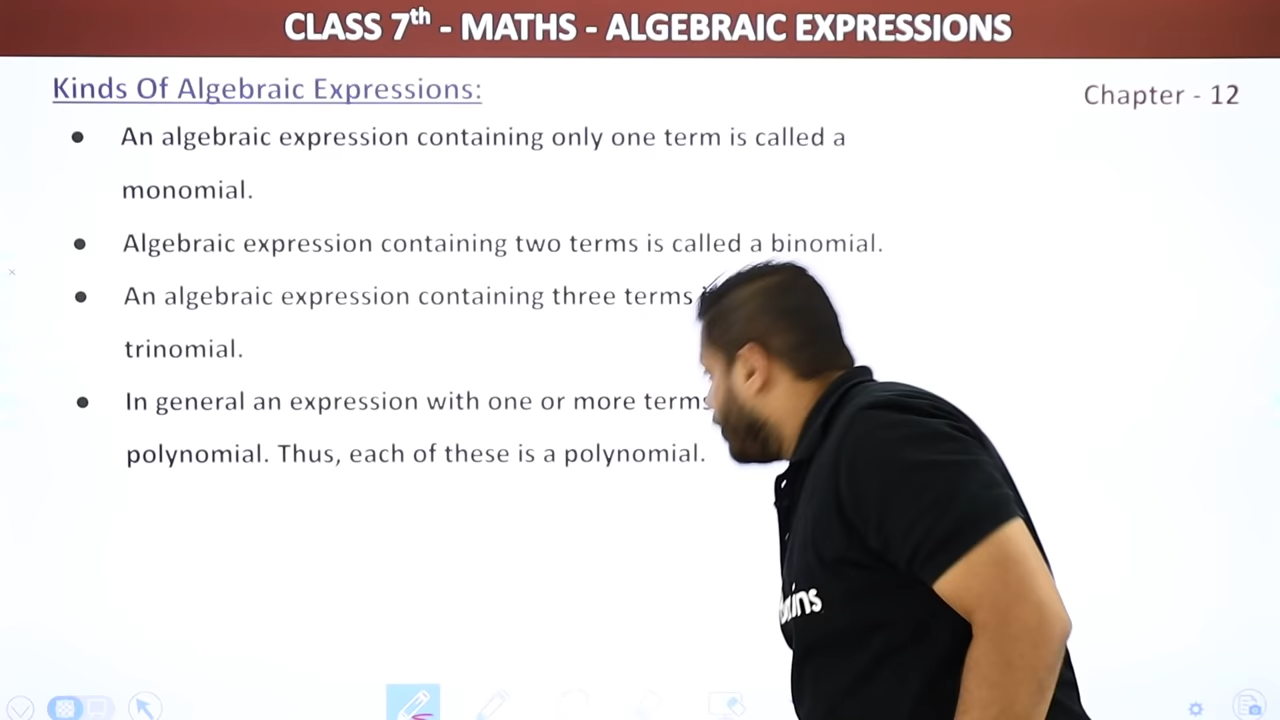 CLASS 7th - MATHS - ALGEBRAIC EXPRESSIONS
Kinds Of Algebraic Expressions:
Chapter - 12
● An algebraic expression containing only one term is called a
monomial.
● Algebraic expression containing two terms is called a binomial.
● An algebraic expression containing three terms
trinomial.
● In general an expression with one or more terms
polynomial. Thus, each of these is a polynomial.